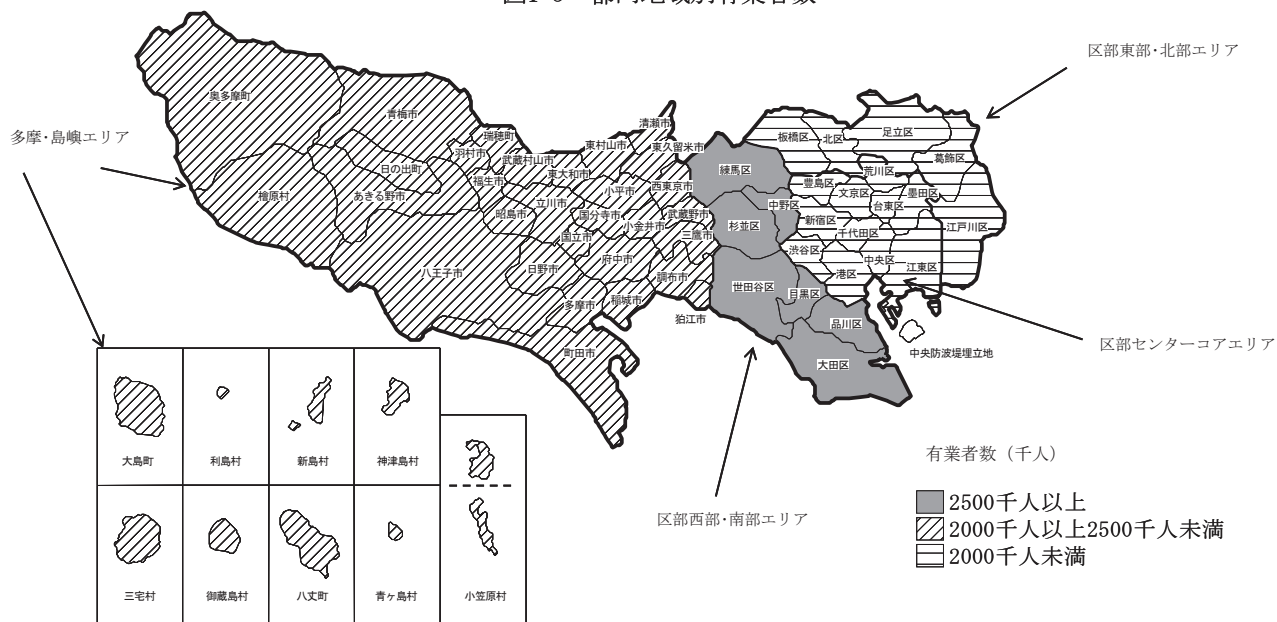 区部東部・北部エリア
多摩・島嶼エリア
奥多摩町
青梅市
瑞穂町
清瀬市
東村山市
東久留米市
羽村市
武蔵村山市
日の出町
東大和市
福生市
檜原村
あきる野市
立川市
小平市
西東京市
昭島市
国分寺市
小金井市
武蔵野市
国立市
三鷹市
府中市
八王子市
日野市
調布市
多摩市
稲城市
狛江市
町田市
板橋区
北区
足立区
葛飾区
練馬区
荒川区
豊島区
文京区
墨田区
中野区
台東区
杉並区
新宿区
千代田区
江戸川区
渋谷区
中央区
江東区
港区
世田谷区
目黒区
品川区
大田区
中央防波堤埋立地
区部センターコアエリア
区部西部・南部エリア
大島町
利島村
新島村
神津島村
三宅村
御蔵島村
八丈町
青ヶ島村
小笠原村
有業者数（千人）
2500千人以上
2000千人以上2500千人未満
2000千人未満